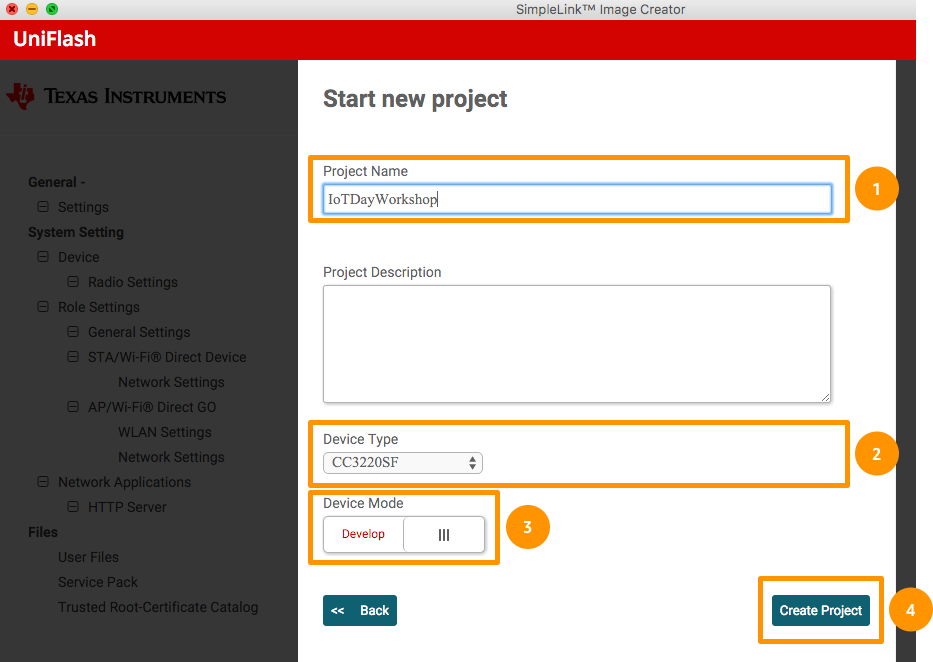 SimpleLink™ Image Creator
UniFlash
TEXAS INSTRUMENTS
General -
Settings
System Setting
Device
Radio Settings
Role Settings
General Settings
STA/Wi-Fi® Direct Device
Network Settings
AP/Wi-Fi® Direct GO
WLAN Settings
Network Settings
Network Applications
HTTP Server
Files
User Files
Service Pack
Trusted Root-Certificate Catalog
Start new project
Project Name
IoTDayWorkshop
1
Project Description
Device Type
CC3220SF
2
Device Mode
Develop
3
<< Back
Create Project
4